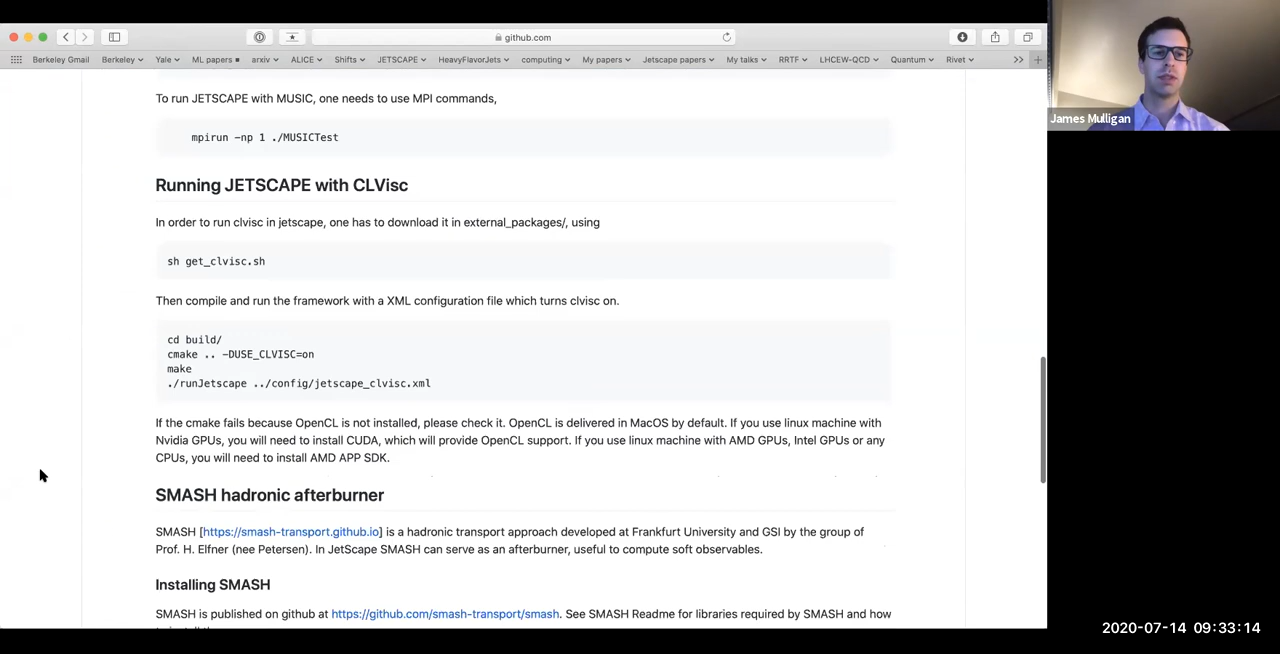 github.com
Berkeley Gmail Berkeley Yale ML papers arxiv ALICE Shifts JETSCAPE HeavyFlavorJets computing My papers Jetscape papers My talks RRTF LHCEW-QCD Quantum Rivet
James Mulligan
To run JETSCAPE with MUSIC, one needs to use MPI commands,
mpirun -np 1 ./MUSICTest
Running JETSCAPE with CLVisc
In order to run clvisc in jetscape, one has to download it in external_packages/, using
sh get_clvisc.sh
Then compile and run the framework with a XML configuration file which turns clvisc on.
cd build/
cmake .. -DUSE_CLVISC=on
make
./runJetscape ../config/jetscape_clvisc.xml
If the cmake fails because OpenCL is not installed, please check it. OpenCL is delivered in MacOS by default. If you use linux machine with
Nvidia GPUs, you will need to install CUDA, which will provide OpenCL support. If you use linux machine with AMD GPUs, Intel GPUs or any
CPUs, you will need to install AMD APP SDK.
SMASH hadronic afterburner
SMASH [https://smash-transport.github.io] is a hadronic transport approach developed at Frankfurt University and GSI by the group of
Prof. H. Elfner (nee Petersen). In JetScape SMASH can serve as an afterburner, useful to compute soft observables.
Installing SMASH
SMASH is published on github at https://github.com/smash-transport/smash. See SMASH Readme for libraries required by SMASH and how
2020-07-14 09:33:14